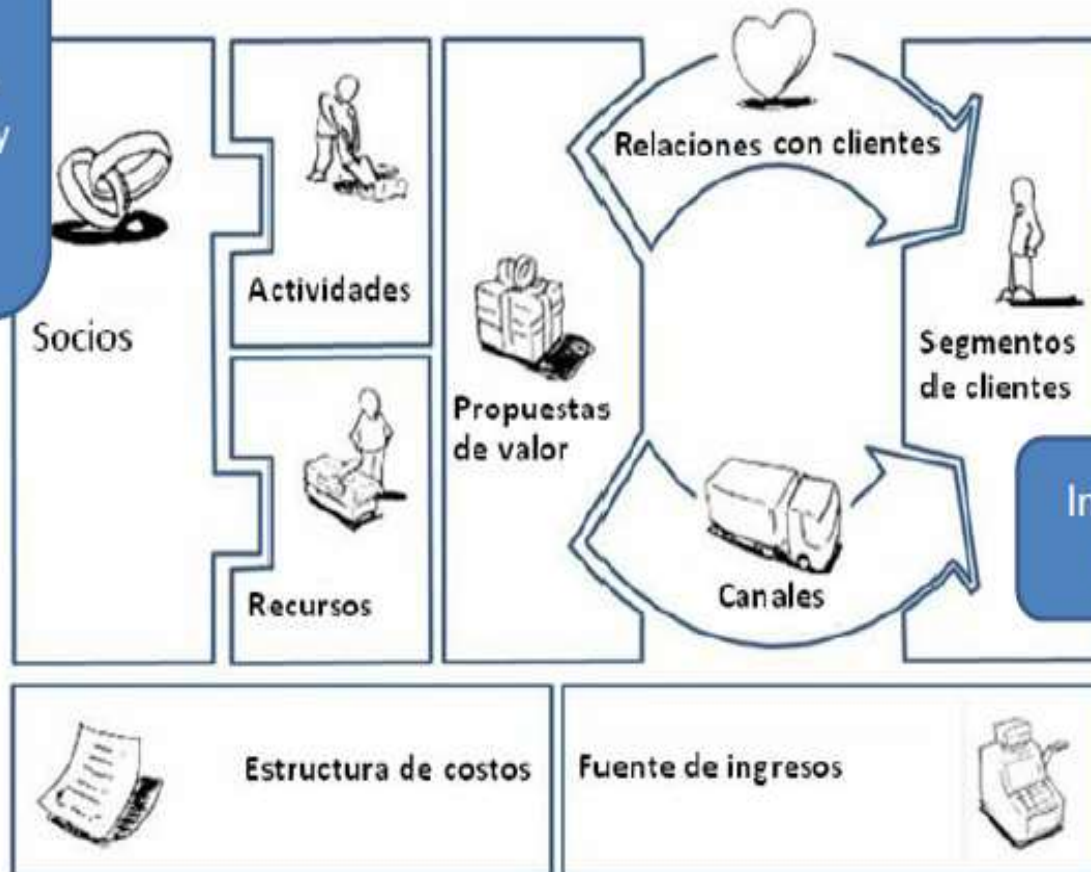 y
Socios
Actividades
Recursos
Propuestas
de valor
Relaciones con clientes
Canales
Segmentos
de clientes
In
Estructura de costos
Fuente de ingresos